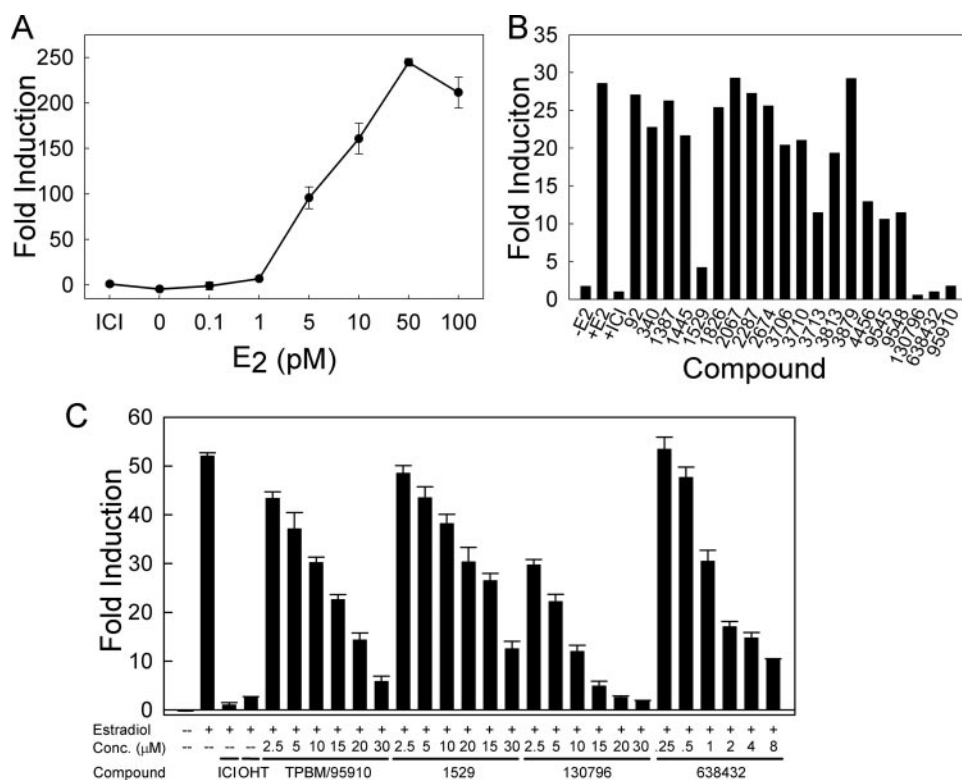 A
Fold Induction
250
200
150
100
50
0
ICI 0 0.1 1 5 10 50 100
E2 (pM)
B
Fold Induciton
35
30
25
20
15
10
5
0
-E2 +E2 +ICI 92 340 1387 1445 1529 1826 2067 2287 2674 3706 3710 3713 3813 3879 4456 9545 9548 130796 638432 95910
Compound
C
Fold Induction
60
50
40
30
20
10
0
Estradiol -- + + + + + + + + + + + + + + + + + + + + + + + + + + +
Conc. (μM) -- -- -- -- 2.5 5 10 15 20 30 2.5 5 10 20 15 30 2.5 5 10 15 20 30 .25 .5 1 2 4 8
Compound ICI OHT TPBM/95910 1529 130796 638432